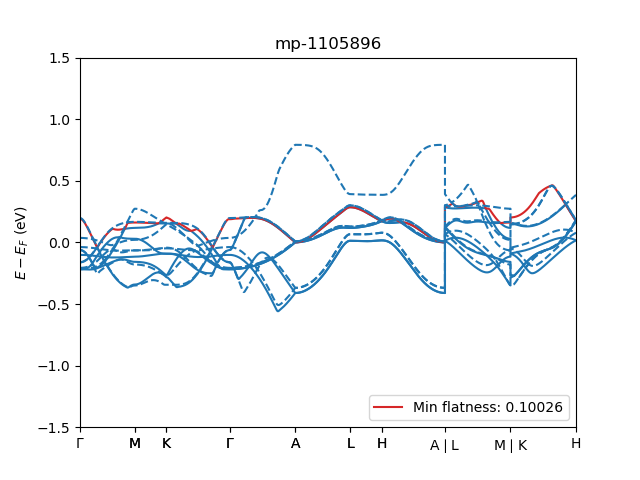 mp-1105896
E − E_F (eV)
1.5
1.0
0.5
0.0
−0.5
−1.0
−1.5
Min flatness: 0.10026
Γ M K Γ A L H A | L M | K H